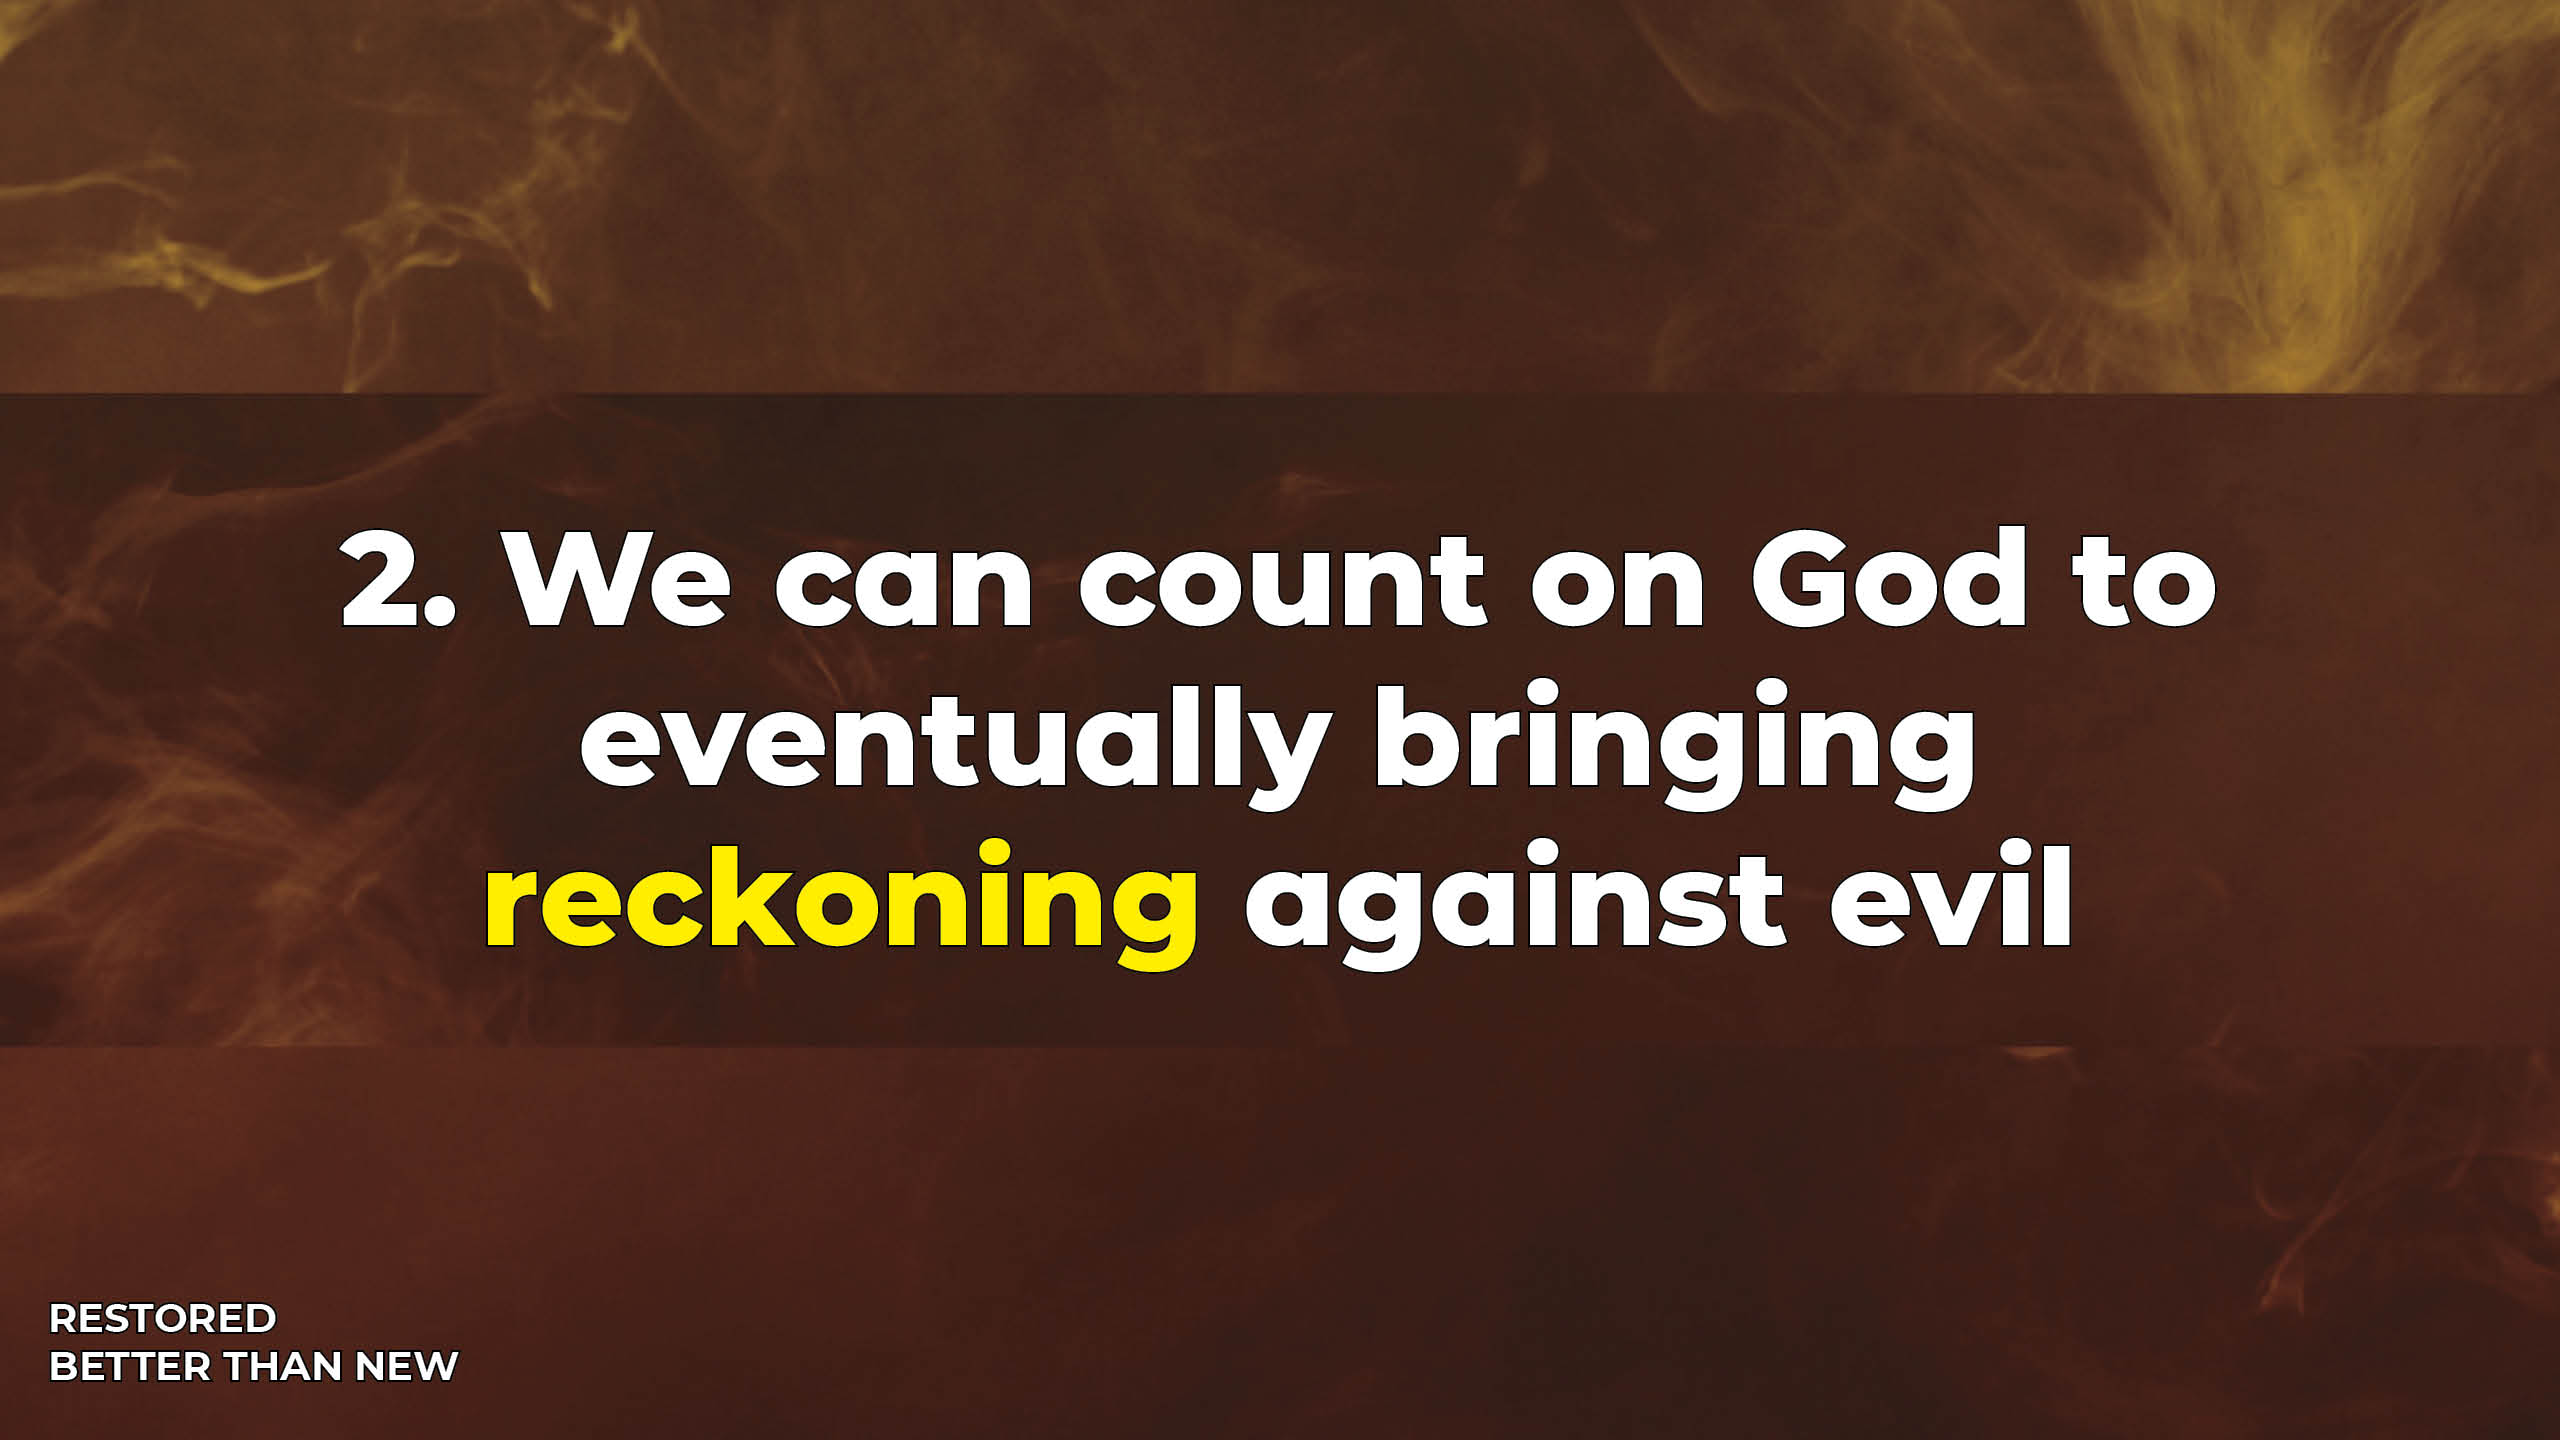 2. We can count on God to
eventually bringing
reckoning against evil
RESTORED
BETTER THAN NEW